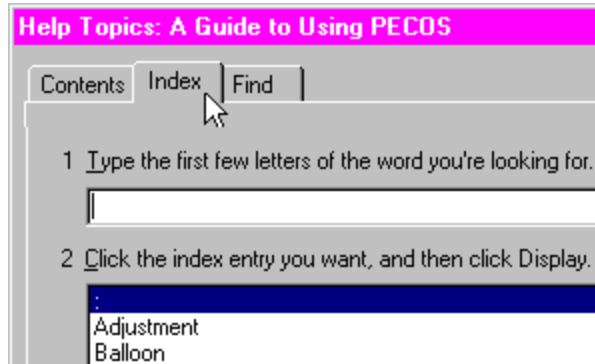 Help Topics: A Guide to Using PECOS
Contents Index Find
1 Type the first few letters of the word you're looking for.
2 Click the index entry you want, and then click Display.
:
Adjustment
Balloon